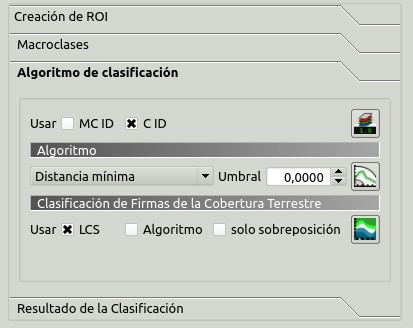 Creación de ROI
Macroclases
Algoritmo de clasificación
Usar MC ID C ID
Algoritmo
Distancia mínima Umbral 0,0000
Clasificación de Firmas de la Cobertura Terrestre
Usar LCS Algoritmo solo sobreposición
Resultado de la Clasificación